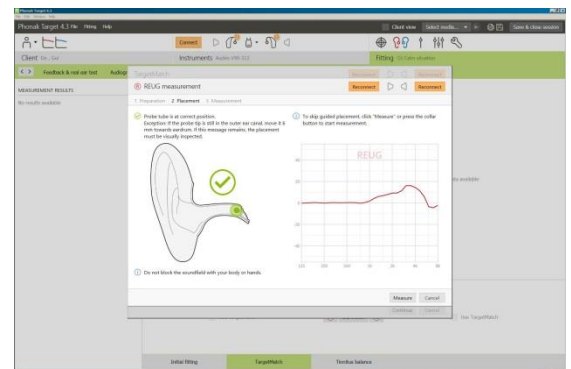 Phonak Target 4.3 File Fitting Help
Client view Select media... Save & close session
Connect
Client
Instruments
Fitting
Feedback & real ear test
TargetMatch
Reconnect Reconnect
MEASUREMENT RESULTS
No results available
REUG measurement
Reconnect Reconnect
1 Preparation 2 Placement 3 Measurement
Probe tube is at correct position.
Exception: If the probe tip is still in the outer ear canal, move it 6
mm towards eardrum. If this message remains, the placement
must be visually inspected.
To skip guided placement, click "Measure" or press the collar
button to start measurement.
REUG
Do not block the soundfield with your body or hands.
Measure Cancel
Continue Cancel
Use TargetMatch
Initial fitting TargetMatch Tinnitus balance